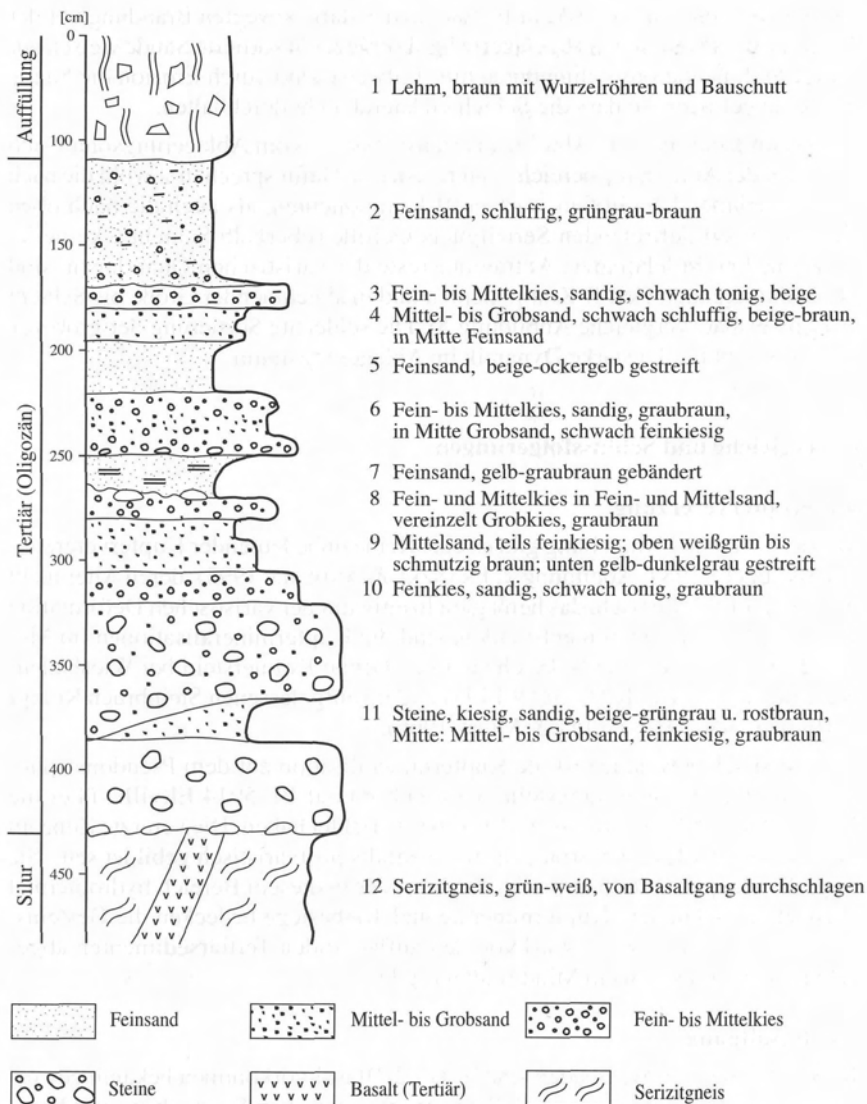 [cm]
0
100
150
200
250
300
350
400
450
Auffüllung
Tertiär (Oligozän)
Silur
1 Lehm, braun mit Wurzelröhren und Bauschutt
2 Feinsand, schluffig, grüngrau-braun
3 Fein- bis Mittelkies, sandig, schwach tonig, beige
4 Mittel- bis Grobsand, schwach schluffig, beige-braun,
in Mitte Feinsand
5 Feinsand, beige-ockergelb gestreift
6 Fein- bis Mittelkies, sandig, graubraun,
in Mitte Grobsand, schwach feinkiesig
7 Feinsand, gelb-graubraun gebändert
8 Fein- und Mittelkies in Fein- und Mittelsand,
vereinzelt Grobkies, graubraun
9 Mittelsand, teils feinkiesig; oben weißgrün bis
schmutzig braun; unten gelb-dunkelgrau gestreift
10 Feinkies, sandig, schwach tonig, graubraun
11 Steine, kiesig, sandig, beige-grüngrau u. rostbraun,
Mitte: Mittel- bis Grobsand, feinkiesig, graubraun
12 Serizitgneis, grün-weiß, von Basaltgang durchschlagen
Feinsand
Mittel- bis Grobsand
Fein- bis Mittelkies
Steine
Basalt (Tertiär)
Serizitgneis